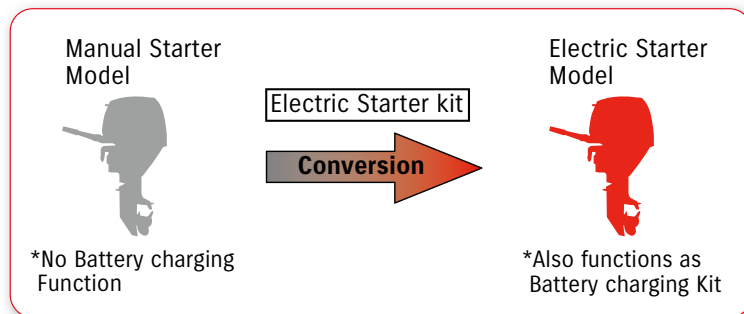 Manual Starter
Model
*No Battery charging
Function
Electric Starter kit
Conversion
Electric Starter
Model
*Also functions as
Battery charging Kit